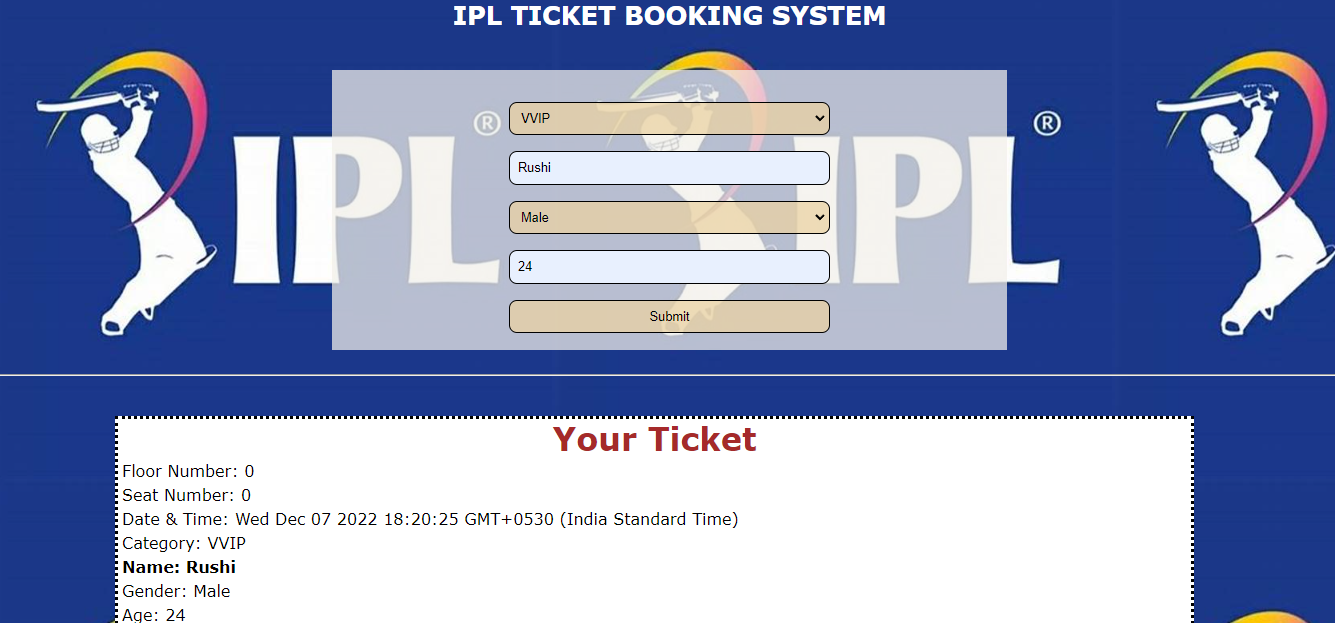 IPL TICKET BOOKING SYSTEM
VVIP
Rushi
Male
24
Submit
IPL®
IPL®
Your Ticket
Floor Number: 0
Seat Number: 0
Date & Time: Wed Dec 07 2022 18:20:25 GMT+0530 (India Standard Time)
Category: VVIP
Name: Rushi
Gender: Male
Age: 24